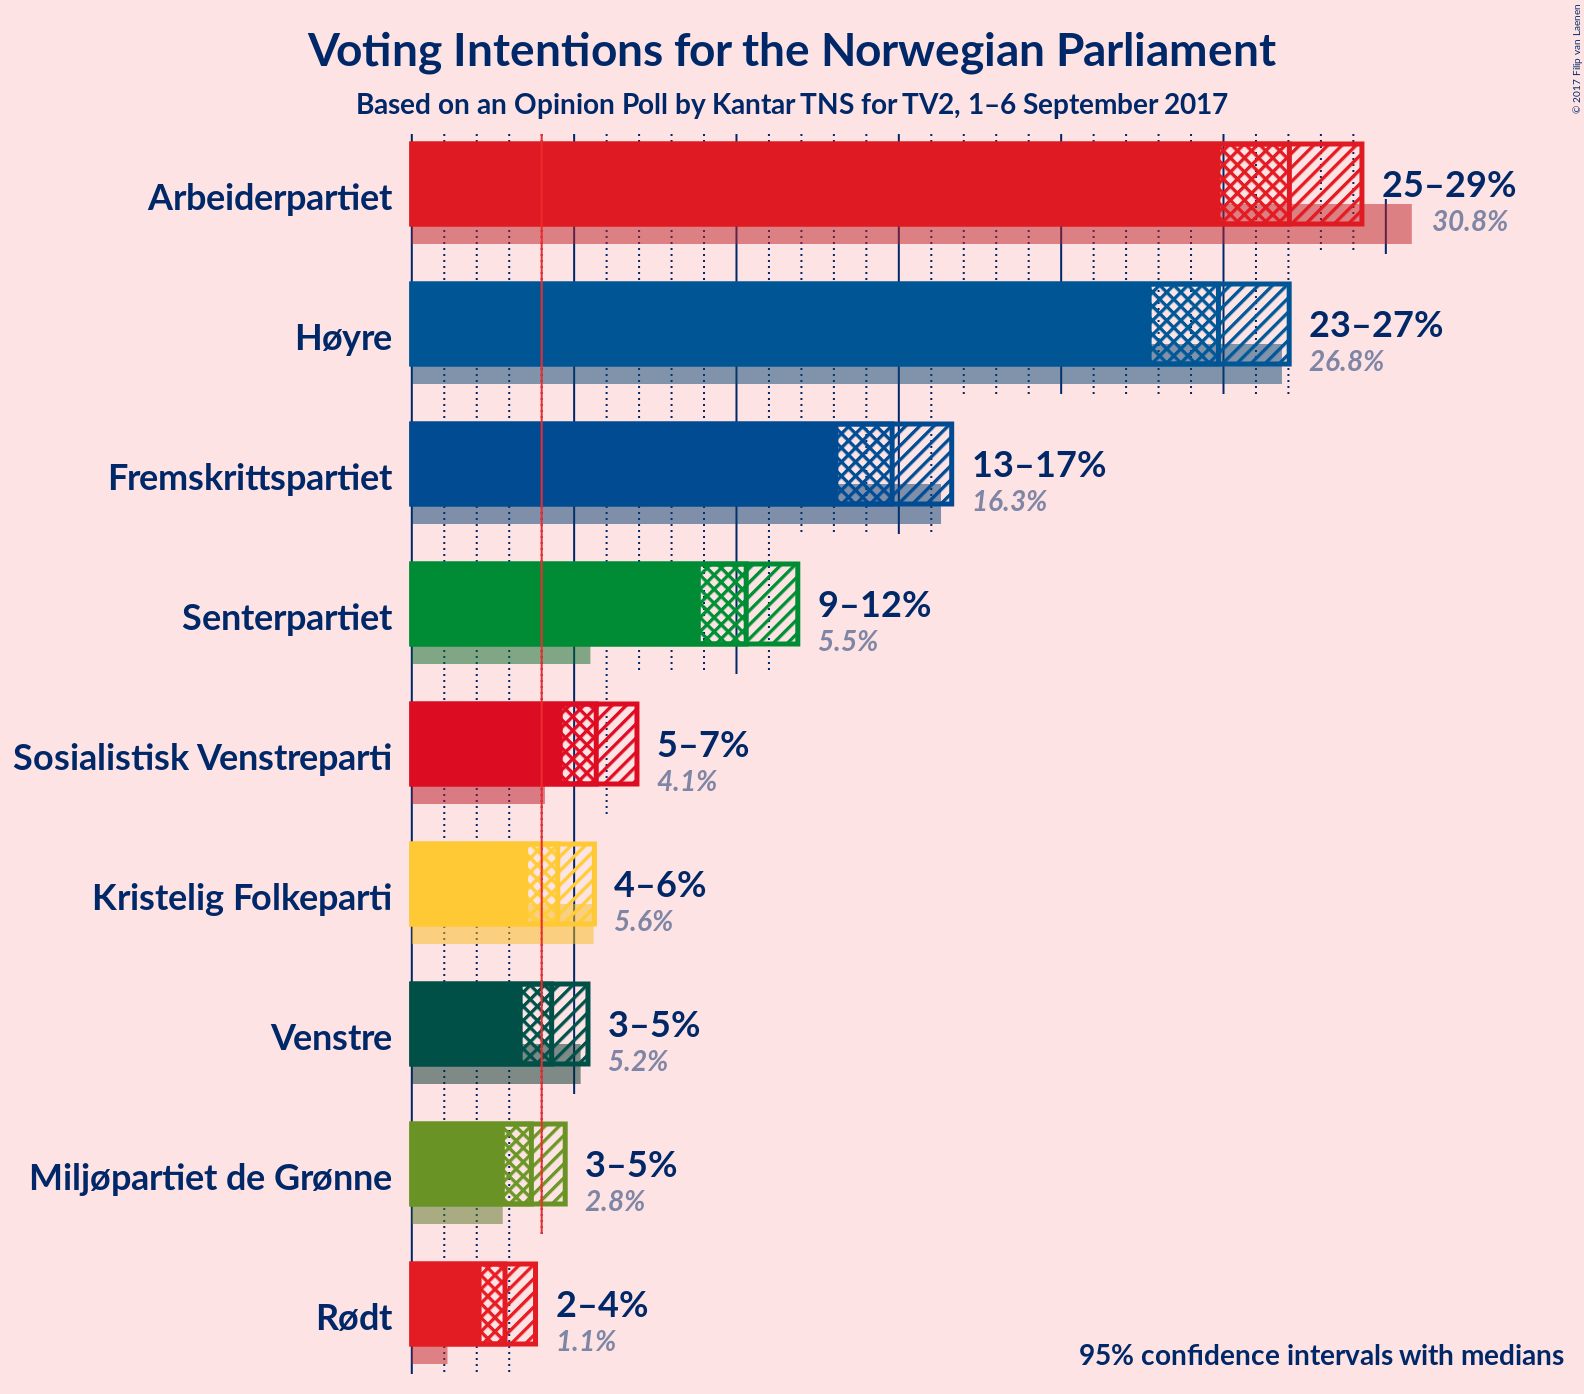 Voting Intentions for the Norwegian Parliament
Based on an Opinion Poll by Kantar TNS for TV2, 1–6 September 2017
© 2017 Filip van Laenen
Arbeiderpartiet
25–29%
30.8%
Høyre
23–27%
26.8%
Fremskrittspartiet
13–17%
16.3%
Senterpartiet
9–12%
5.5%
Sosialistisk Venstreparti
5–7%
4.1%
Kristelig Folkeparti
4–6%
5.6%
Venstre
3–5%
5.2%
Miljøpartiet de Grønne
3–5%
2.8%
Rødt
2–4%
1.1%
95% confidence intervals with medians